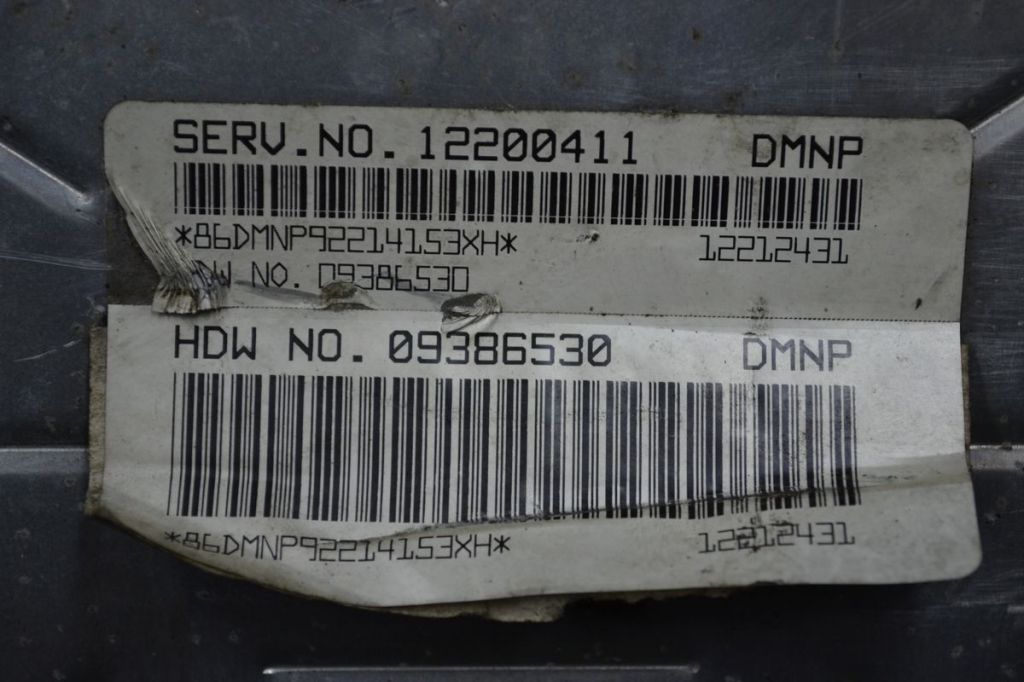 SERV.NO. 12200411 DMNP
*86DMNP92214153XH* 12212431
HDW NO. 09386530
HDW NO. 09386530 DMNP
*86DMNP92214153XH* 12212431